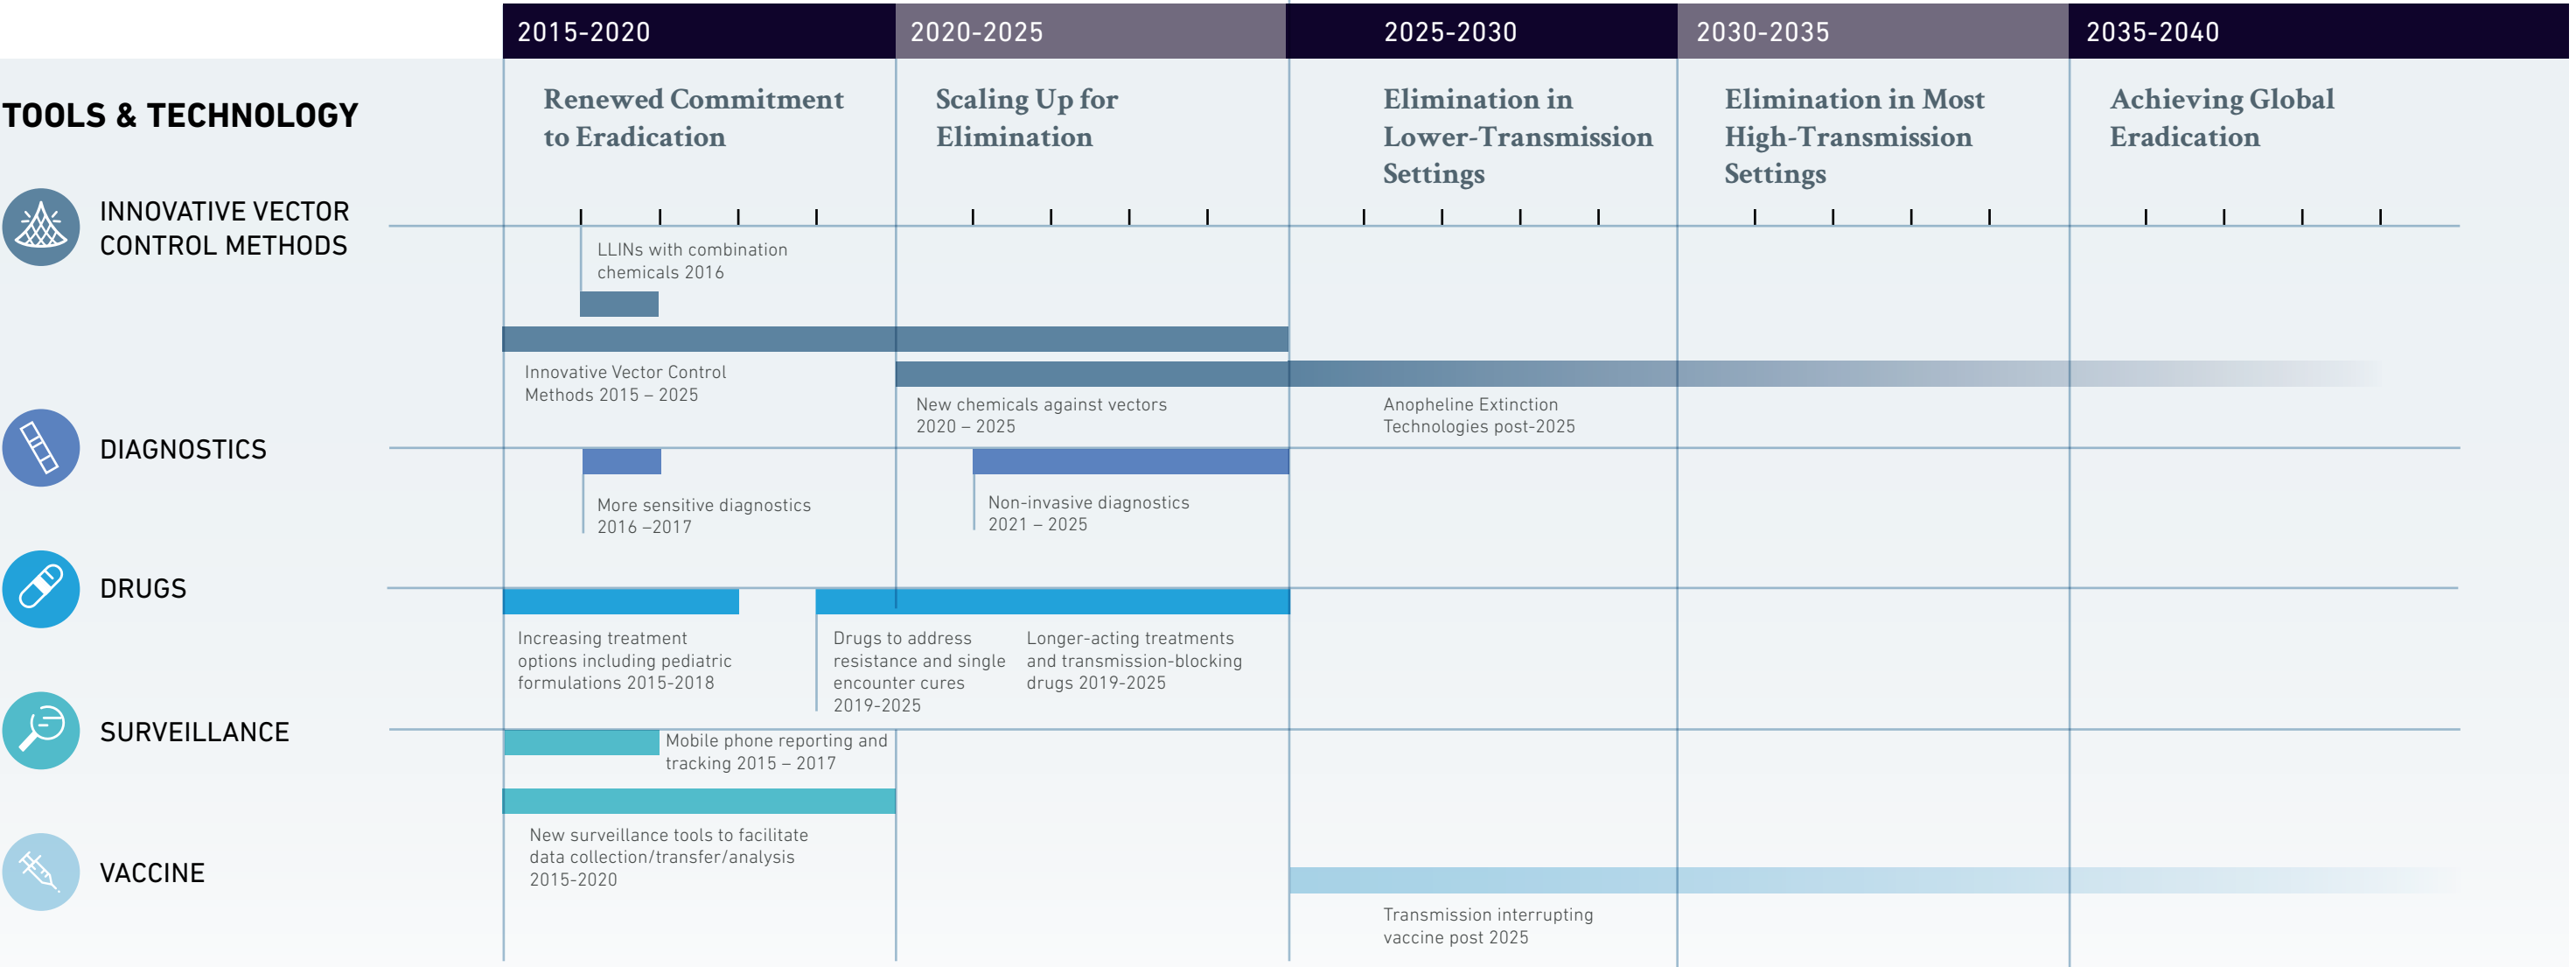 2015-2020
2020-2025
2025-2030
2030-2035
2035-2040
TOOLS & TECHNOLOGY
Renewed Commitment
to Eradication
Scaling Up for
Elimination
Elimination in
Lower-Transmission
Settings
Elimination in Most
High-Transmission
Settings
Achieving Global
Eradication
INNOVATIVE VECTOR
CONTROL METHODS
LLINs with combination
chemicals 2016
Innovative Vector Control
Methods 2015 – 2025
New chemicals against vectors
2020 – 2025
Anopheline Extinction
Technologies post-2025
DIAGNOSTICS
More sensitive diagnostics
2016 –2017
Non-invasive diagnostics
2021 – 2025
DRUGS
Increasing treatment
options including pediatric
formulations 2015-2018
Drugs to address
resistance and single
encounter cures
2019-2025
Longer-acting treatments
and transmission-blocking
drugs 2019-2025
SURVEILLANCE
Mobile phone reporting and
tracking 2015 – 2017
New surveillance tools to facilitate
data collection/transfer/analysis
2015-2020
VACCINE
Transmission interrupting
vaccine post 2025